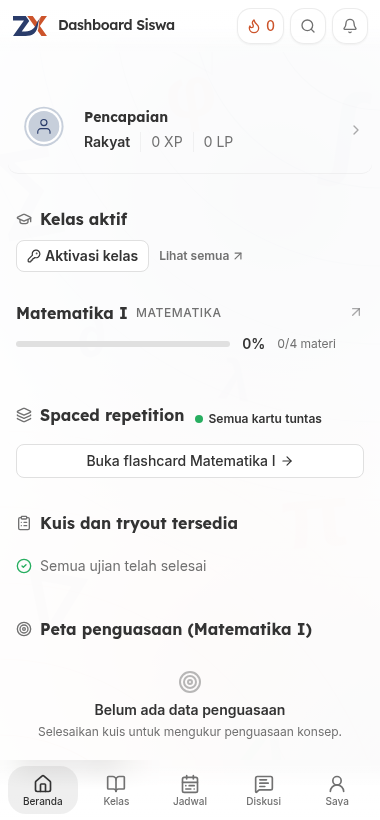 ZX Dashboard Siswa 0
Pencapaian
Rakyat 0 XP 0 LP
Kelas aktif
Aktivasi kelas Lihat semua
Matematika I MATEMATIKA
0% 0/4 materi
Spaced repetition Semua kartu tuntas
Buka flashcard Matematika I →
Kuis dan tryout tersedia
Semua ujian telah selesai
Peta penguasaan (Matematika I)
Belum ada data penguasaan
Selesaikan kuis untuk mengukur penguasaan konsep.
Beranda Kelas Jadwal Diskusi Saya